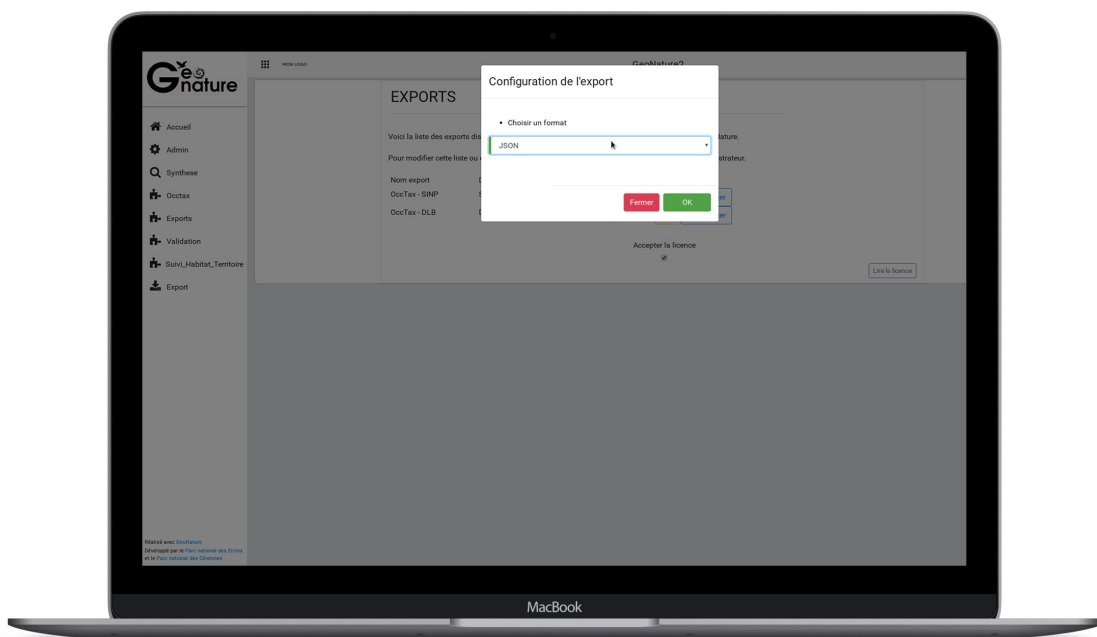 Géonature
MON LOGO
GeoNature2
Accueil
Admin
Synthese
Occtax
Exports
Validation
Suivi_Habitat_Territoire
Export
EXPORTS
Voici la liste des exports
Pour modifier cette liste ou
Nom export
OccTax - SINP
OccTax - DLB
Configuration de l'export
• Choisir un format
JSON
Fermer
OK
Accepter la licence
Lire la licence
Réalisé avec GeoNature
Développé par le Parc national des Ecrins
et le Parc national des Cévennes
MacBook